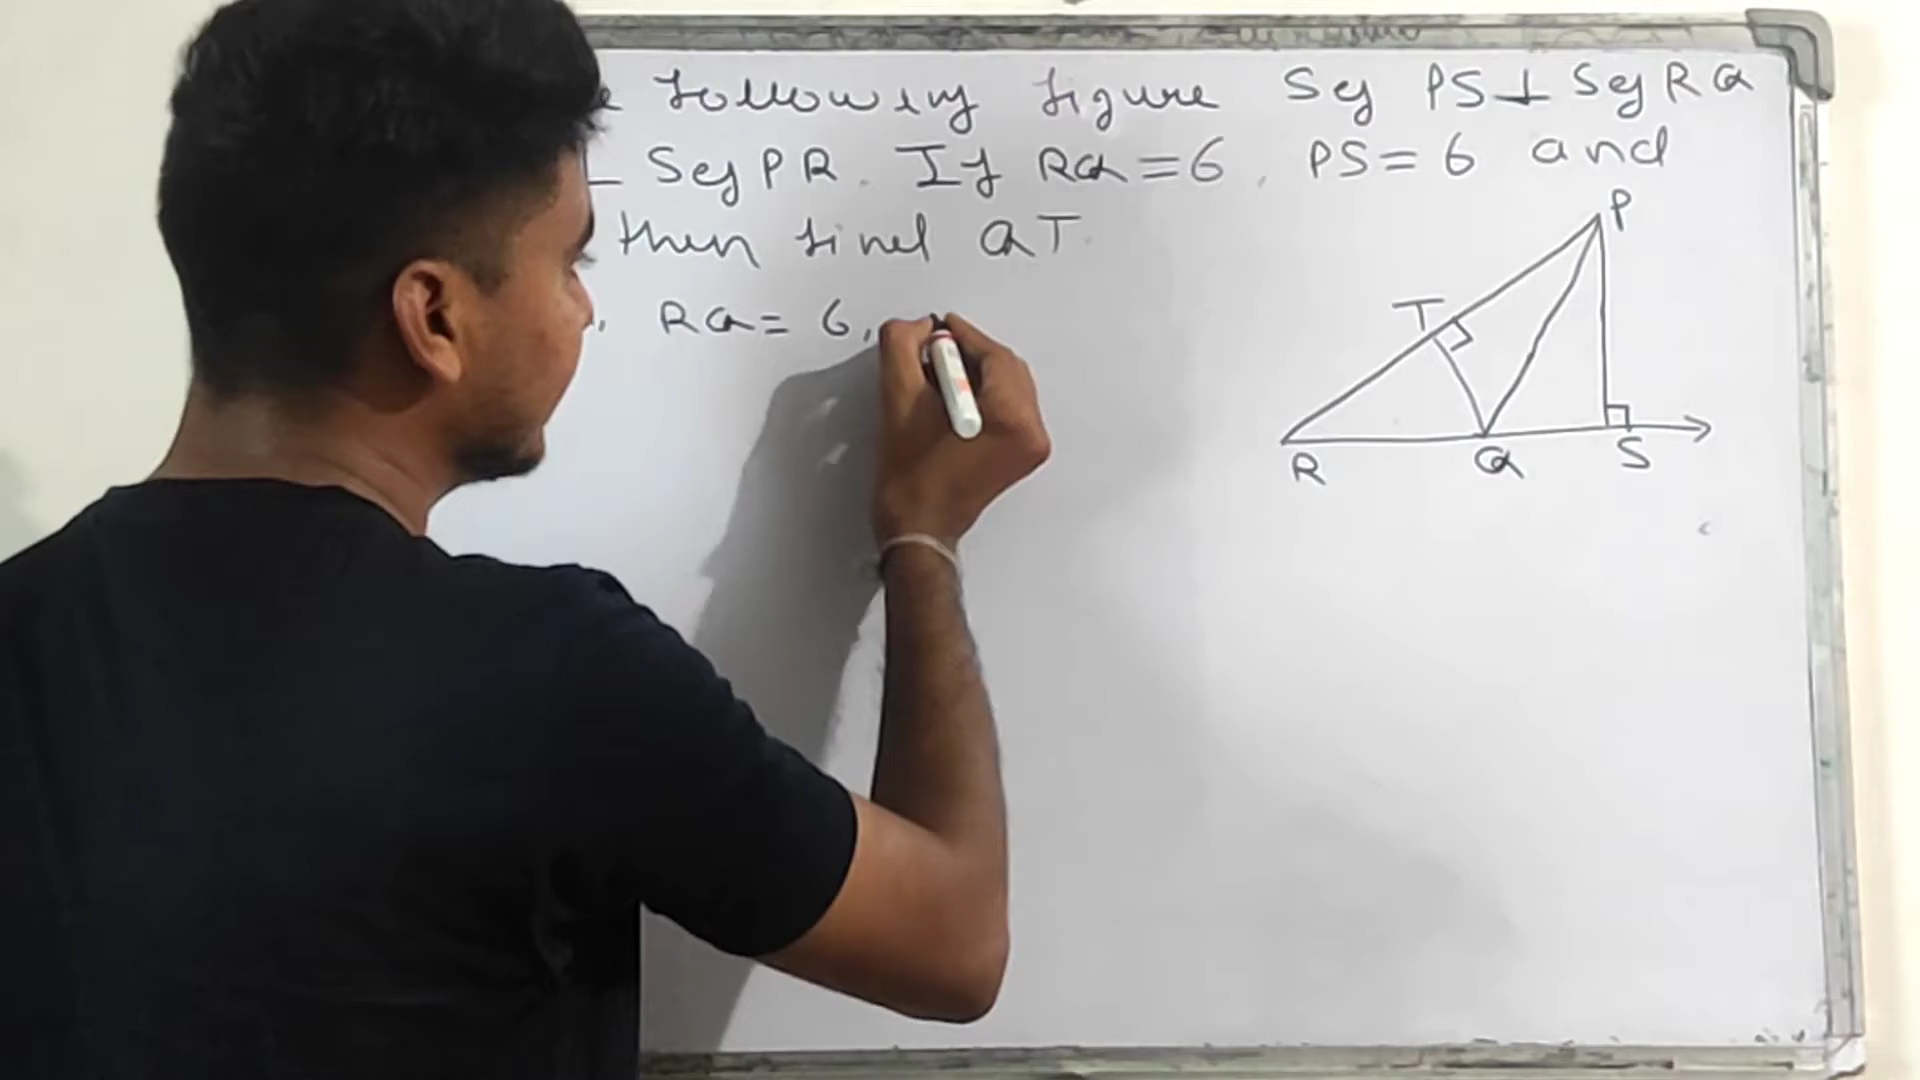 following figure Seg PS ⊥ Seg RQ
⊥ Seg PR. If RQ = 6, PS = 6 and
then find QT.
RQ = 6,
P
T
R Q S